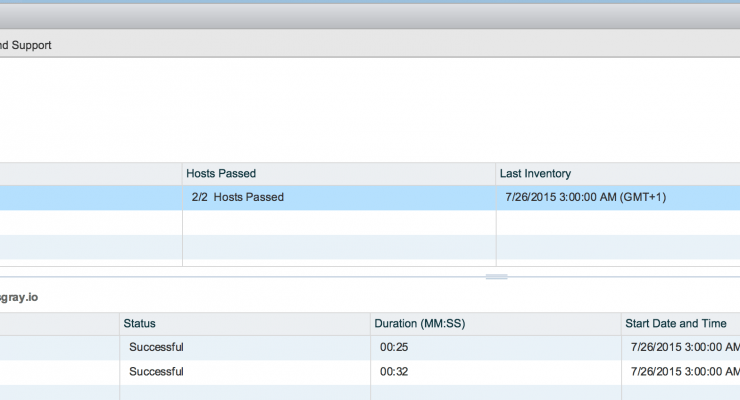 nd Support
Hosts Passed Last Inventory
2/2 Hosts Passed 7/26/2015 3:00:00 AM (GMT+1)
sgray.io
Status Duration (MM:SS) Start Date and Time
Successful 00:25 7/26/2015 3:00:00 AM
Successful 00:32 7/26/2015 3:00:00 AM